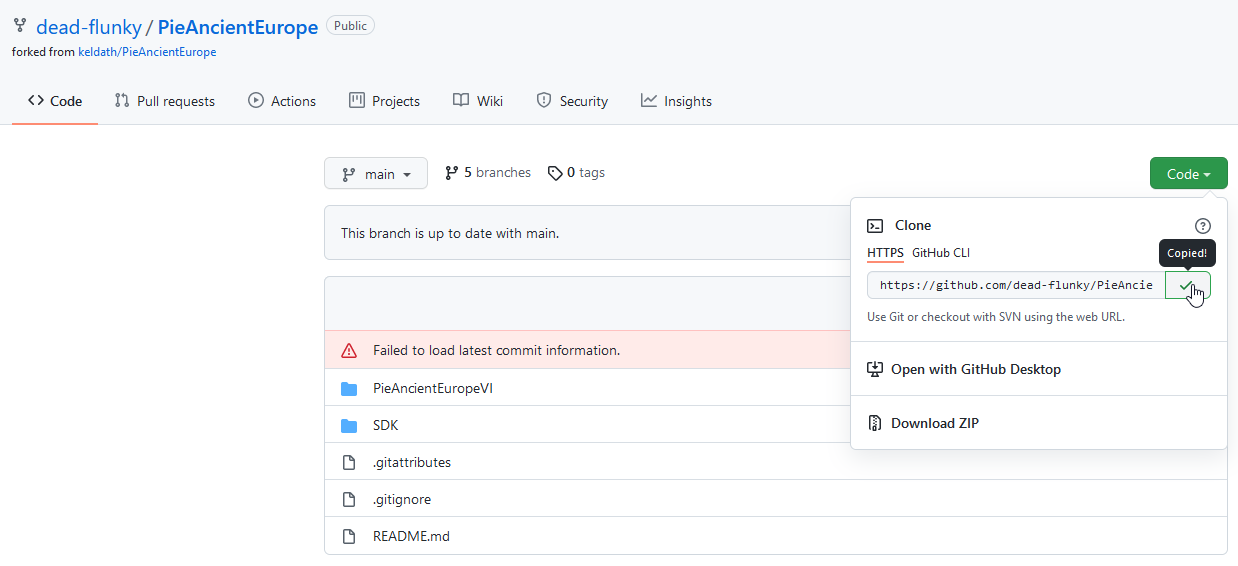 dead-flunky / PieAncientEurope Public
forked from keldath/PieAncientEurope
Code Pull requests Actions Projects Wiki Security Insights
main 5 branches 0 tags Code
This branch is up to date with main.
Clone
HTTPS GitHub CLI
Copied!
https://github.com/dead-flunky/PieAncie
Use Git or checkout with SVN using the web URL.
Open with GitHub Desktop
Download ZIP
Failed to load latest commit information.
PieAncientEuropeVI
SDK
.gitattributes
.gitignore
README.md